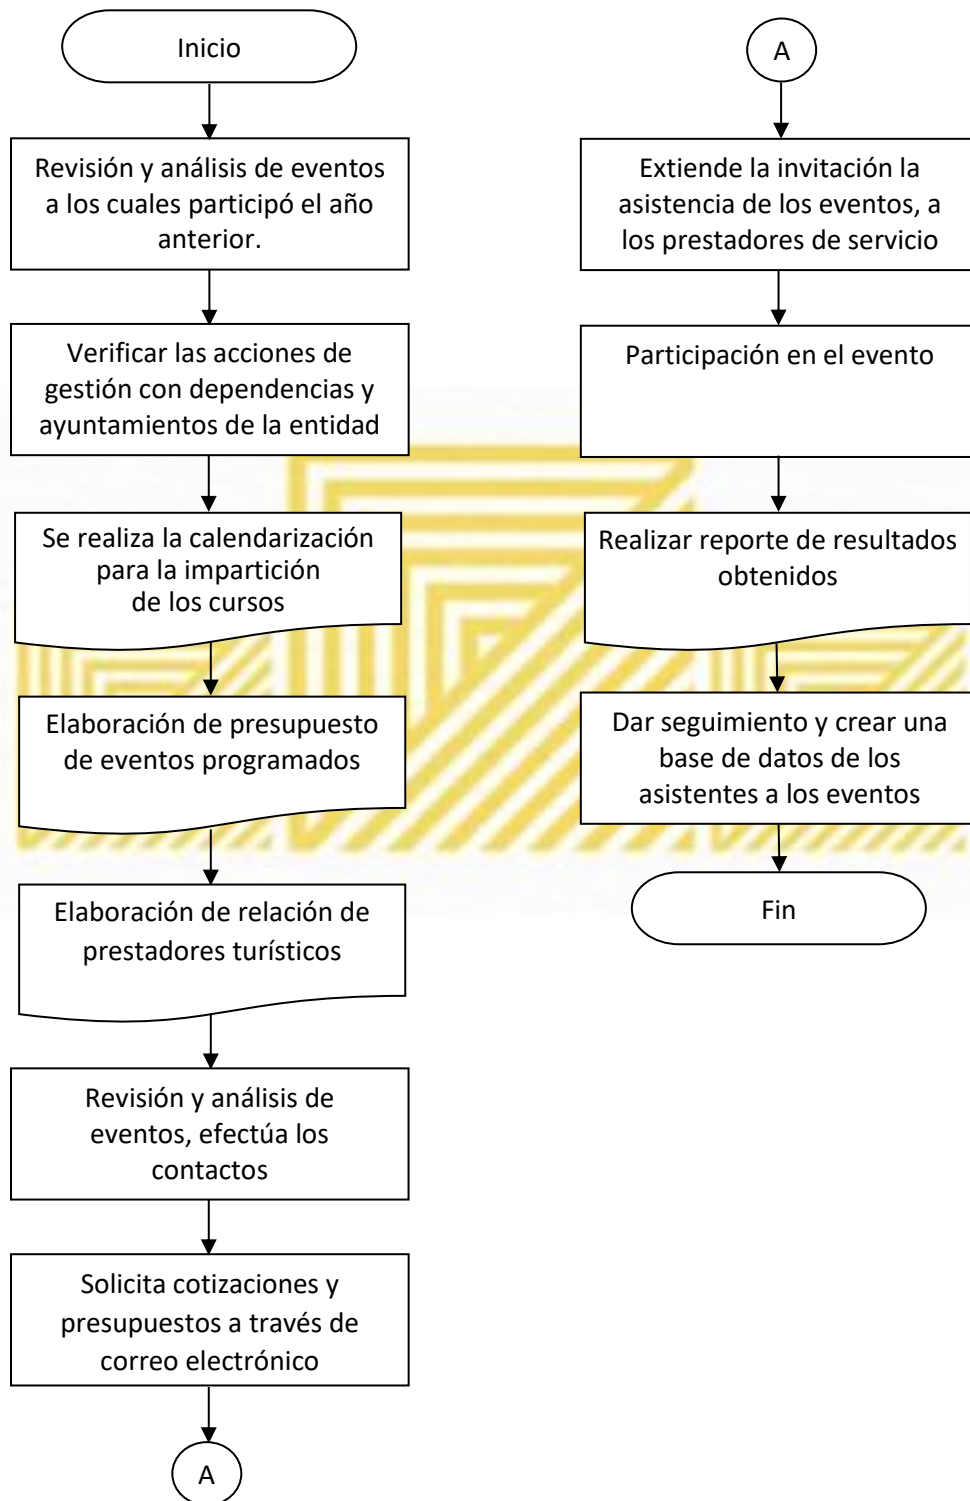 Inicio
Revisión y análisis de eventos
a los cuales participó el año
anterior.
Verificar las acciones de
gestión con dependencias y
ayuntamientos de la entidad
Se realiza la calendarización
para la impartición
de los cursos
Elaboración de presupuesto
de eventos programados
Elaboración de relación de
prestadores turísticos
Revisión y análisis de
eventos, efectúa los
contactos
Solicita cotizaciones y
presupuestos a través de
correo electrónico
A
A
Extiende la invitación la
asistencia de los eventos, a
los prestadores de servicio
Participación en el evento
Realizar reporte de resultados
obtenidos
Dar seguimiento y crear una
base de datos de los
asistentes a los eventos
Fin